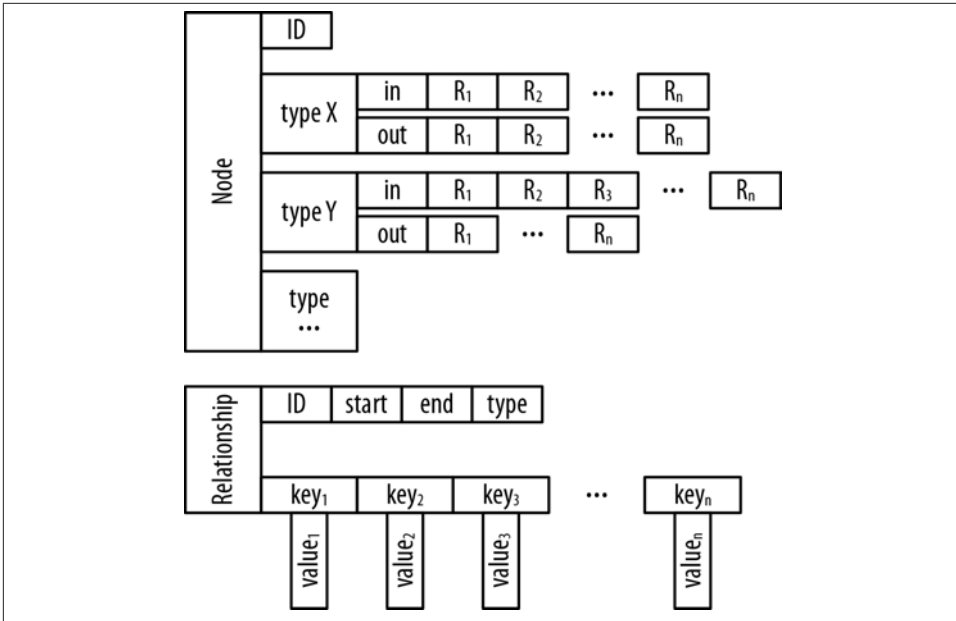 ID
in R₁ R₂ ... Rₙ
type X
out R₁ R₂ ... Rₙ
Node
in R₁ R₂ R₃ ... Rₙ
type Y
out R₁ ... Rₙ
type
...
Relationship
ID start end type
key₁ key₂ key₃ ... keyₙ
value₁ value₂ value₃ valueₙ